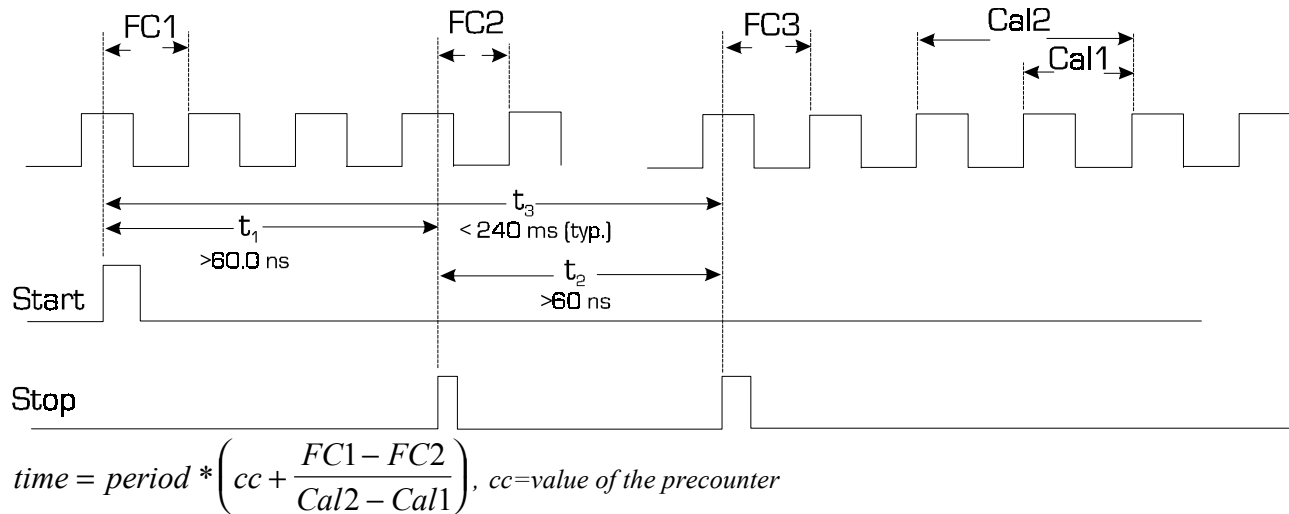 FC1 FC2 FC3 Cal2
Cal1
t₃
t₁ < 240 ms (typ.)
>60.0 ns t₂
>60 ns
Start
Stop
time = period * ( cc + (FC1 − FC2) / (Cal2 − Cal1) ), cc=value of the precounter